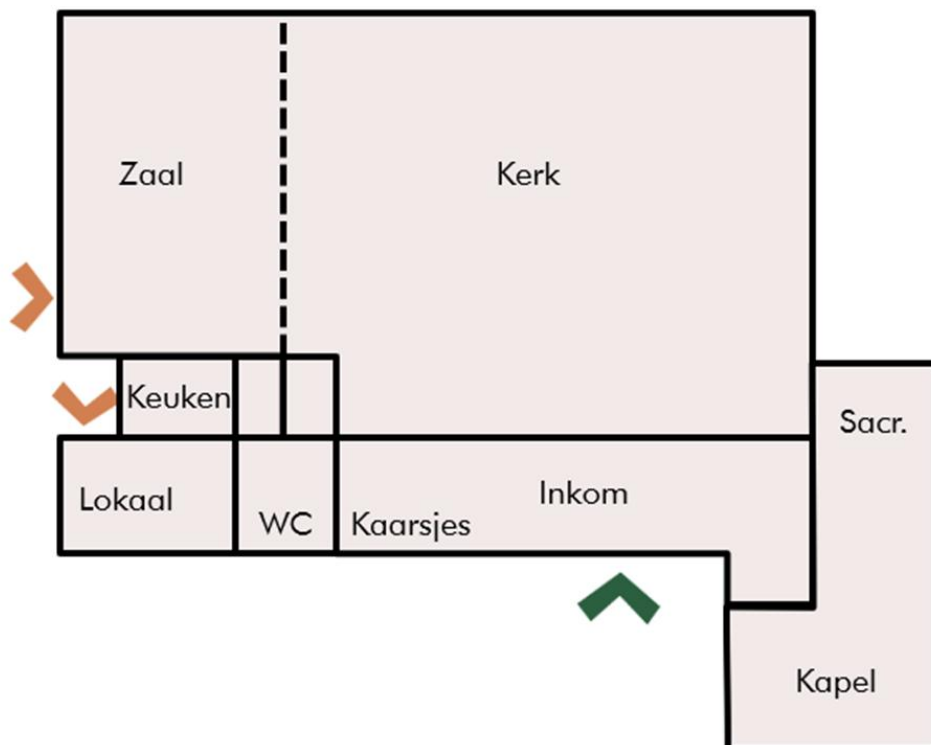 Zaal
Kerk
Keuken
Sacr.
Lokaal
Inkom
WC
Kaarsjes
Kapel